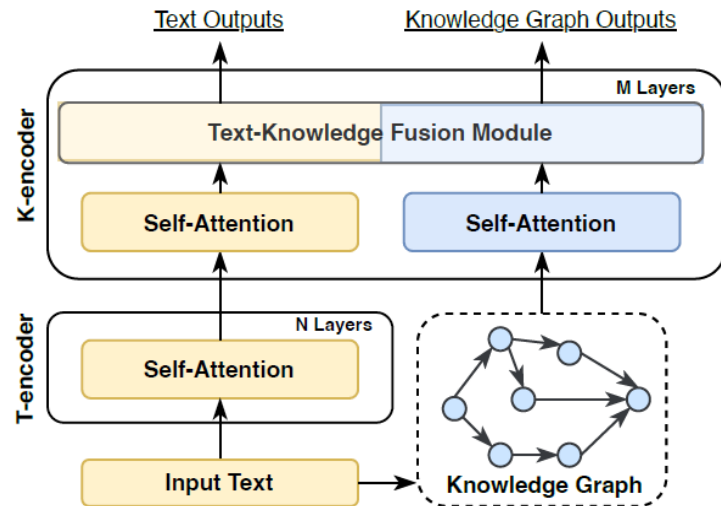 Text Outputs
Knowledge Graph Outputs
M Layers
Text-Knowledge Fusion Module
K-encoder
Self-Attention
Self-Attention
N Layers
T-encoder
Self-Attention
Input Text
Knowledge Graph